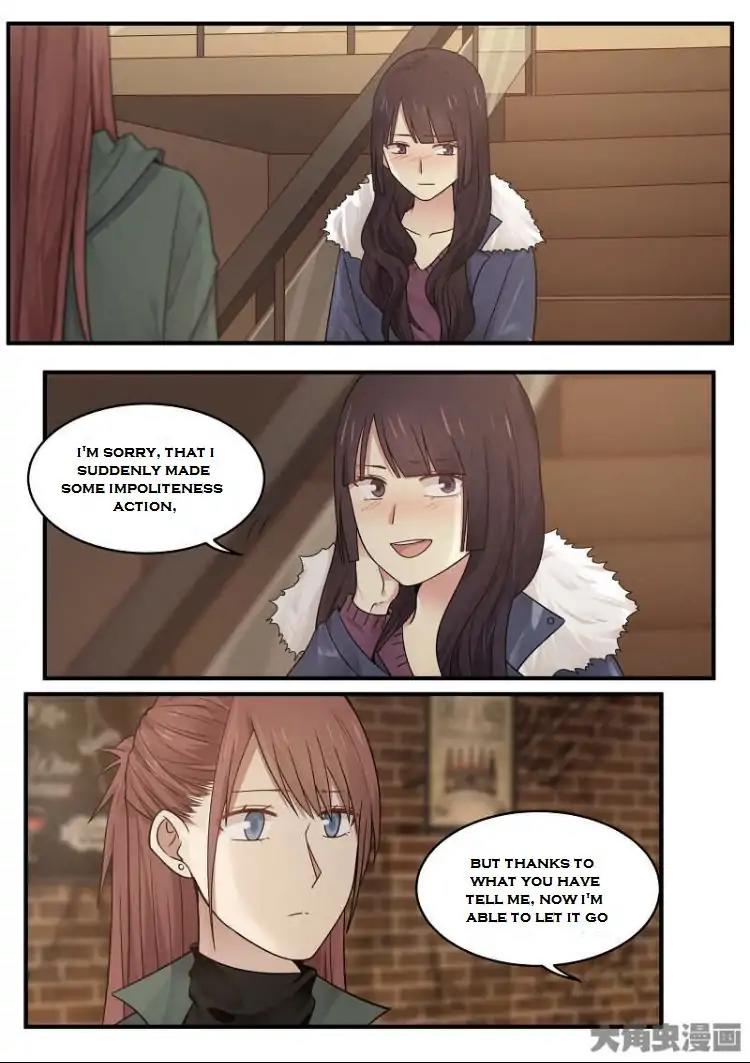 I'M SORRY, THAT I
SUDDENLY MADE
SOME IMPOLITENESS
ACTION,
BUT THANKS TO
WHAT YOU HAVE
TELL ME, NOW I'M
ABLE TO LET IT GO
大角虫漫画